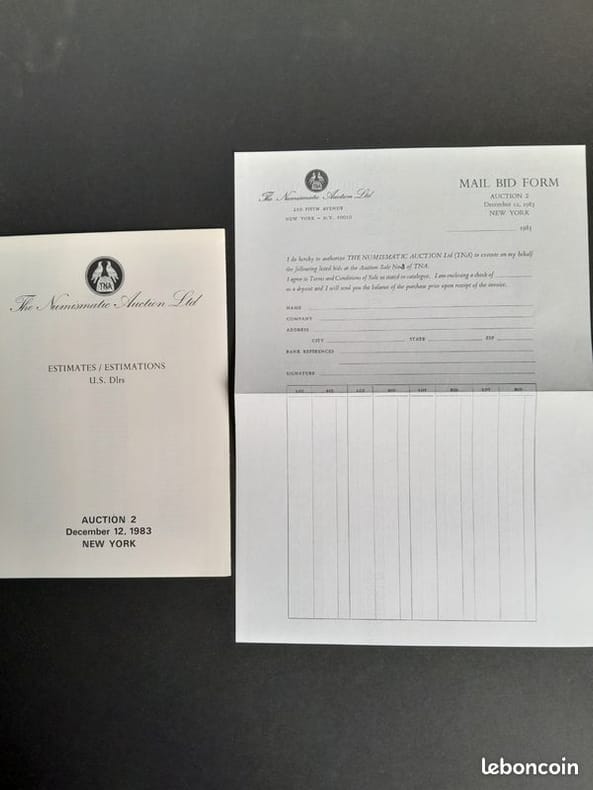 TNA
The Numismatic Auction Ltd
ESTIMATES / ESTIMATIONS
U.S. Dlrs
AUCTION 2
December 12, 1983
NEW YORK
The Numismatic Auction Ltd
250 FIFTH AVENUE
NEW YORK – N.Y. 10010
MAIL BID FORM
AUCTION 2
December 12, 1983
NEW YORK
1983
I do hereby to authorize THE NUMISMATIC AUCTION Ltd (TNA) to execute on my behalf
the following listed bids at the Auction Sale of TNA.
I agree to Terms and Conditions of Sale as stated in catalogue. I am enclosing a check of
as a deposit and I will send you the balance of the purchase price upon receipt of the invoice.
NAME
COMPANY
ADDRESS
CITY STATE ZIP
BANK REFERENCES
SIGNATURE
LOT BID LOT BID LOT BID LOT BID
leboncoin